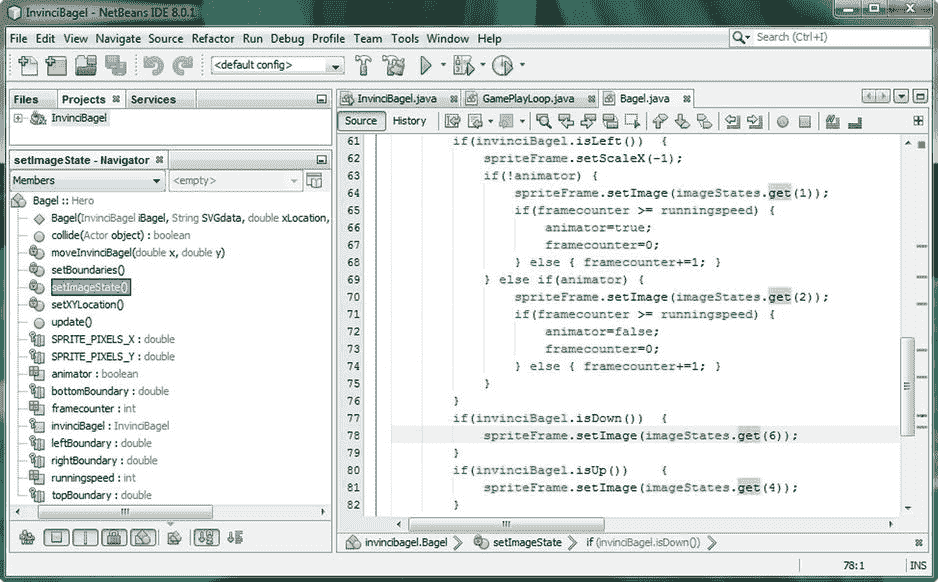 InvinciBagel - NetBeans IDE 8.0.1
File Edit View Navigate Source Refactor Run Debug Profile Team Tools Window Help
Search (Ctrl+I)
<default config>
Files Projects Services
InvinciBagel
setImageState - Navigator
Members <empty>
Bagel :: Hero
Bagel(InvinciBagel iBagel, String SVGdata, double xLocation,
collide(Actor object) : boolean
moveInvinciBagel(double x, double y)
setBoundaries()
setImageState()
setXYLocation()
update()
SPRITE_PIXELS_X : double
SPRITE_PIXELS_Y : double
animator : boolean
bottomBoundary : double
framecounter : int
invinciBagel : InvinciBagel
leftBoundary : double
rightBoundary : double
runningspeed : int
topBoundary : double
InvinciBagel.java GamePlayLoop.java Bagel.java
Source History
61 if(invinciBagel.isLeft()) {
62 spriteFrame.setScaleX(-1);
63 if(!animator) {
64 spriteFrame.setImage(imageStates.get(1));
65 if(framecounter >= runningspeed) {
66 animator=true;
67 framecounter=0;
68 } else { framecounter+=1; }
69 } else if(animator) {
70 spriteFrame.setImage(imageStates.get(2));
71 if(framecounter >= runningspeed) {
72 animator=false;
73 framecounter=0;
74 } else { framecounter+=1; }
75 }
76 }
77 if(invinciBagel.isDown()) {
78 spriteFrame.setImage(imageStates.get(6));
79 }
80 if(invinciBagel.isUp()) {
81 spriteFrame.setImage(imageStates.get(4));
82 }
invincibagel.Bagel setImageState if (invinciBagel.isDown())
78:1 INS